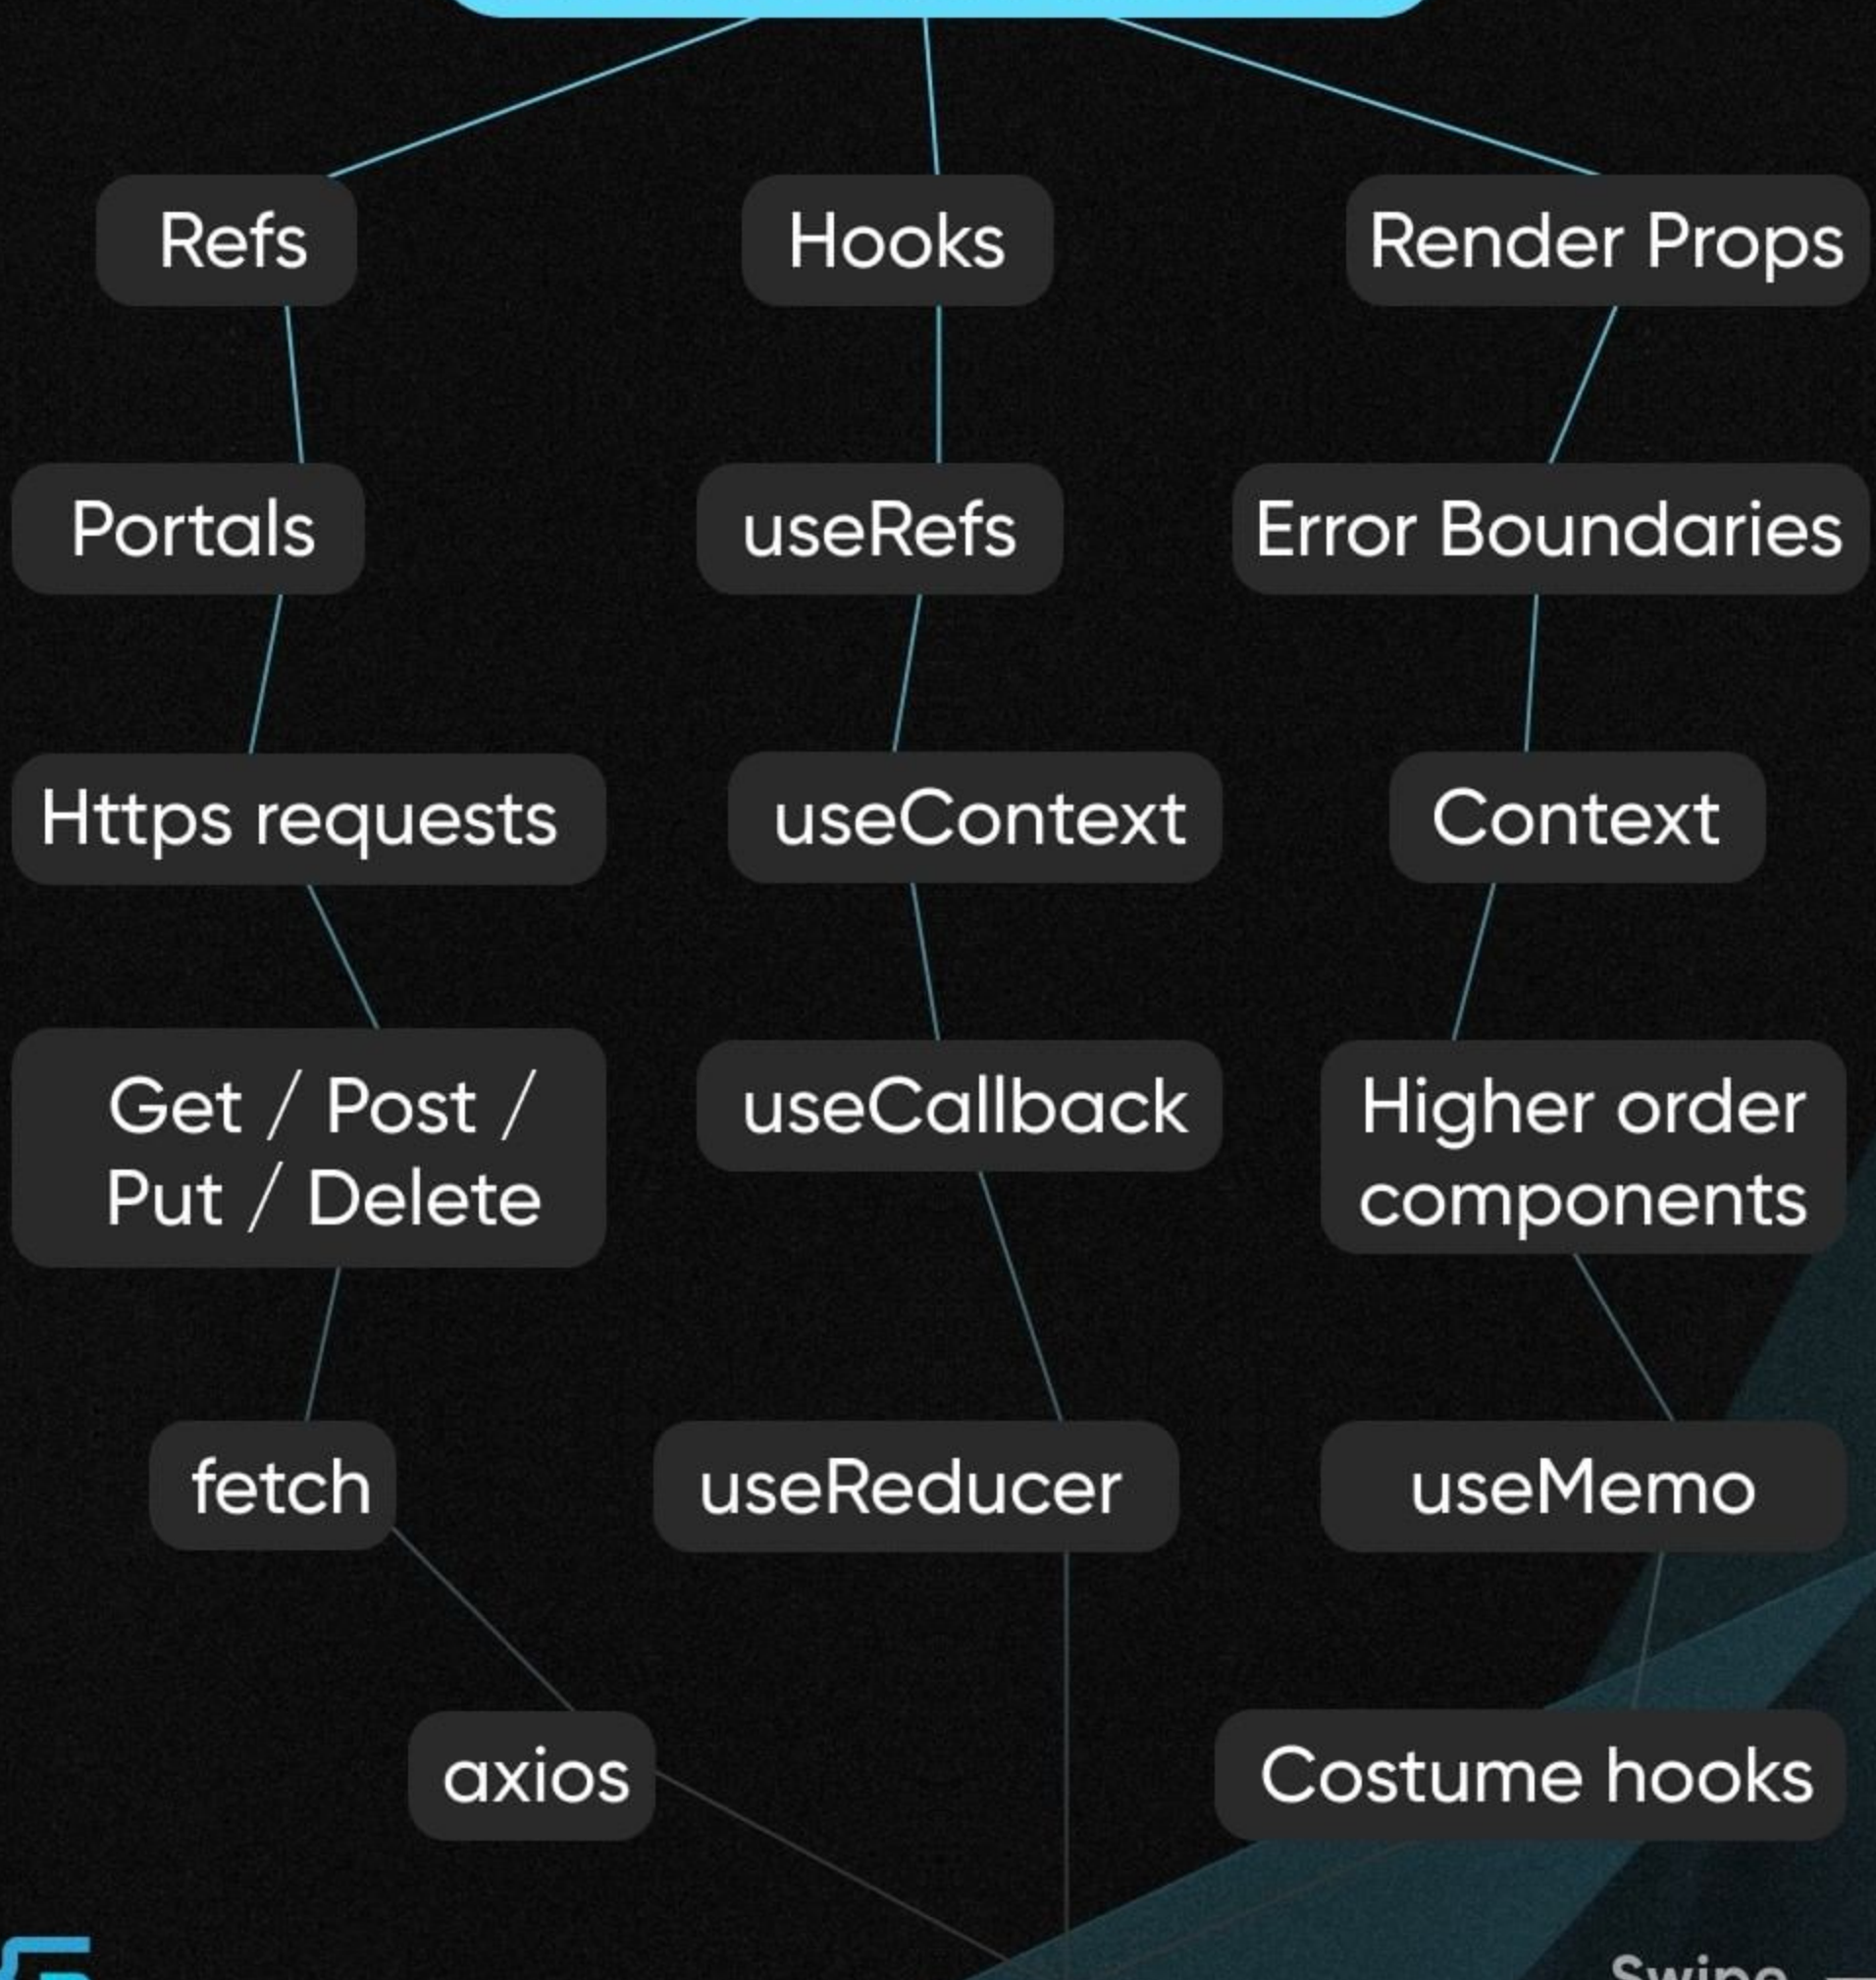 Refs
Hooks
Render Props
Portals
useRefs
Error Boundaries
Https requests
useContext
Context
Get / Post /
Put / Delete
useCallback
Higher order
components
fetch
useReducer
useMemo
axios
Costume hooks
Swipe